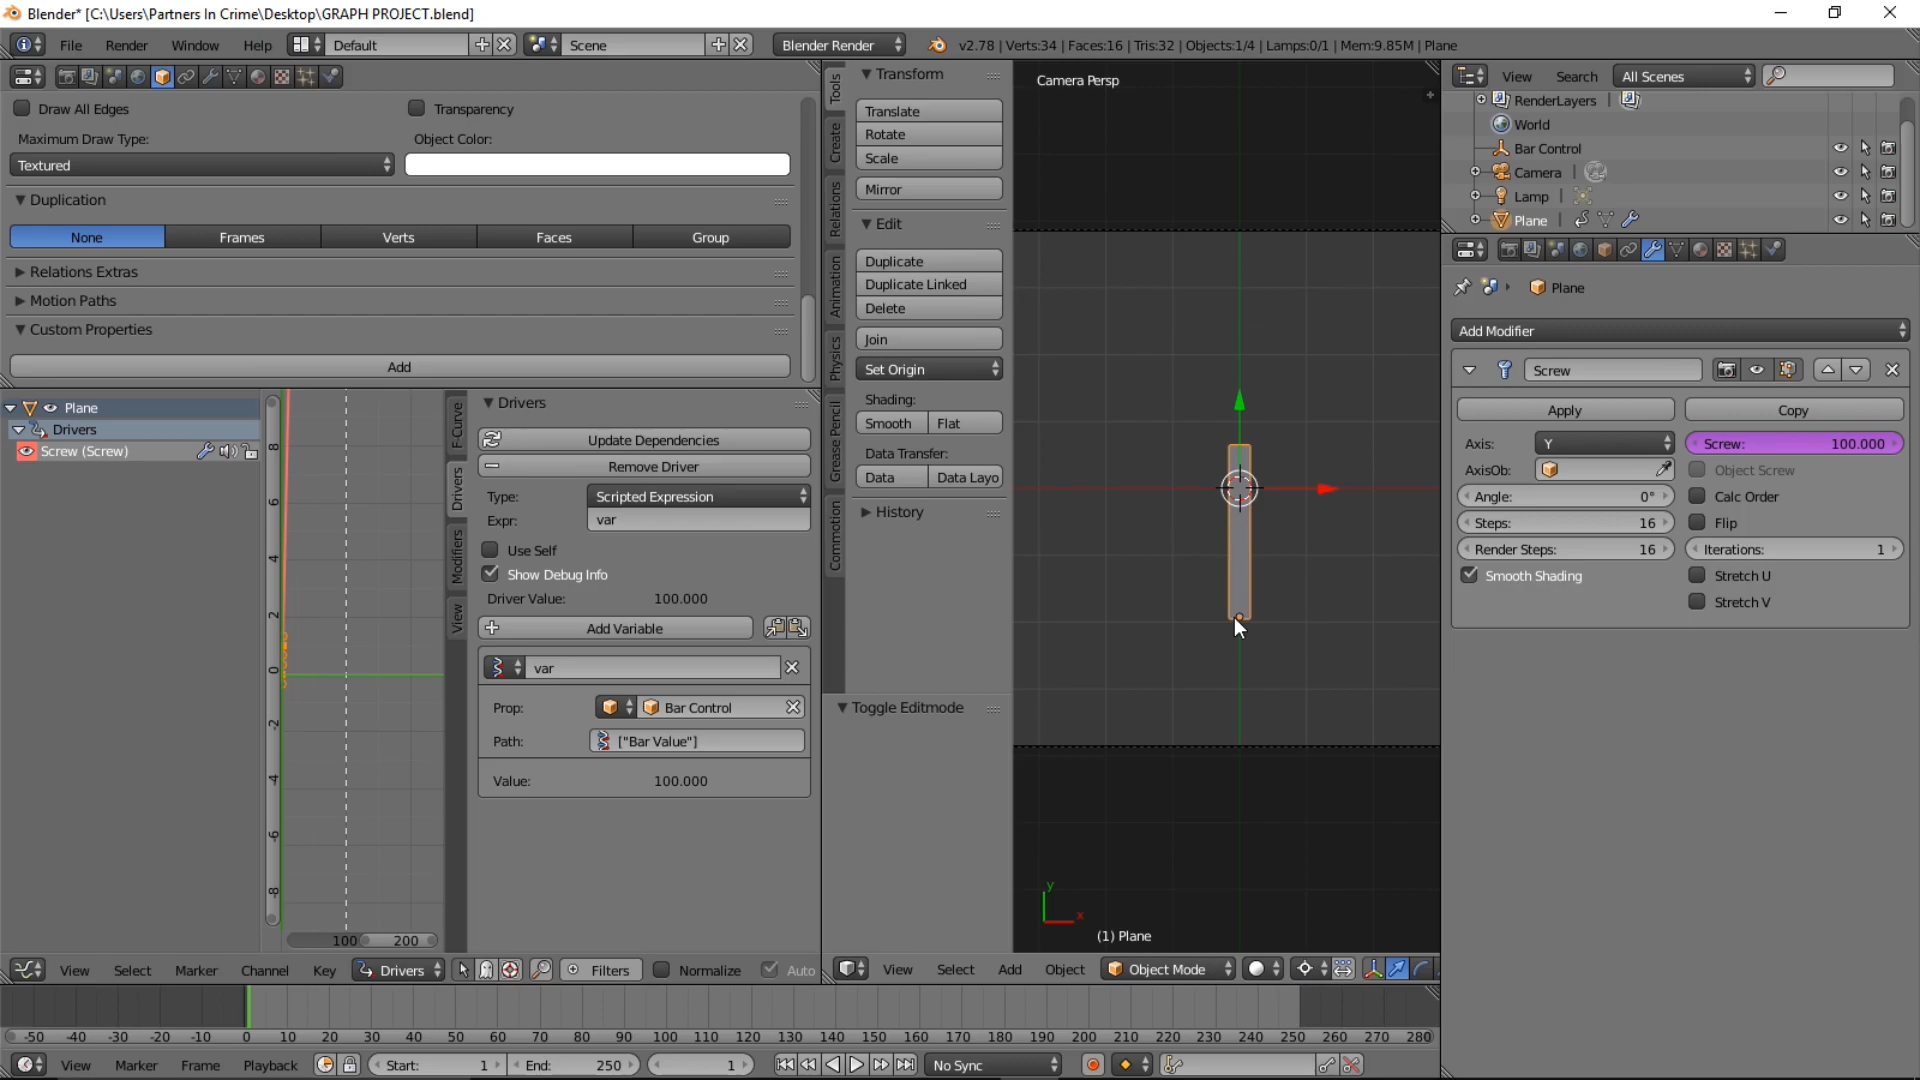 Blender* [C:\Users\Partners In Crime\Desktop\GRAPH PROJECT.blend]
File Render Window Help Default Scene Blender Render v2.78 | Verts:34 | Faces:16 | Tris:32 | Objects:1/4 | Lamps:0/1 | Mem:9.85M | Plane
Draw All Edges Transparency
Maximum Draw Type: Object Color:
Textured
Duplication
None Frames Verts Faces Group
Relations Extras
Motion Paths
Custom Properties
Add
Plane
Drivers
Screw (Screw)
8
6
4
2
0
-2
-4
-6
-8
100 200
F-Curve
Drivers
Modifiers
View
Drivers
Update Dependencies
Remove Driver
Type: Scripted Expression
Expr: var
Use Self
Show Debug Info
Driver Value: 100.000
Add Variable
var
Prop: Bar Control
Path: ["Bar Value"]
Value: 100.000
View Select Marker Channel Key Drivers Filters Normalize Auto
Tools
Create
Relations
Animation
Physics
Grease Pencil
Commotion
Transform
Translate
Rotate
Scale
Mirror
Edit
Duplicate
Duplicate Linked
Delete
Join
Set Origin
Shading:
Smooth Flat
Data Transfer:
Data Data Layo
History
Toggle Editmode
Camera Persp
y
x
(1) Plane
View Select Add Object Object Mode
View Search All Scenes
RenderLayers |
World
Bar Control
Camera |
Lamp |
Plane |
Plane
Add Modifier
Screw
Apply Copy
Axis: Y Screw: 100.000
AxisOb: Object Screw
Angle: 0° Calc Order
Steps: 16 Flip
Render Steps: 16 Iterations: 1
Smooth Shading Stretch U
Stretch V
-50 -40 -30 -20 -10 0 10 20 30 40 50 60 70 80 90 100 110 120 130 140 150 160 170 180 190 200 210 220 230 240 250 260 270 280
View Marker Frame Playback Start: 1 End: 250 1 No Sync